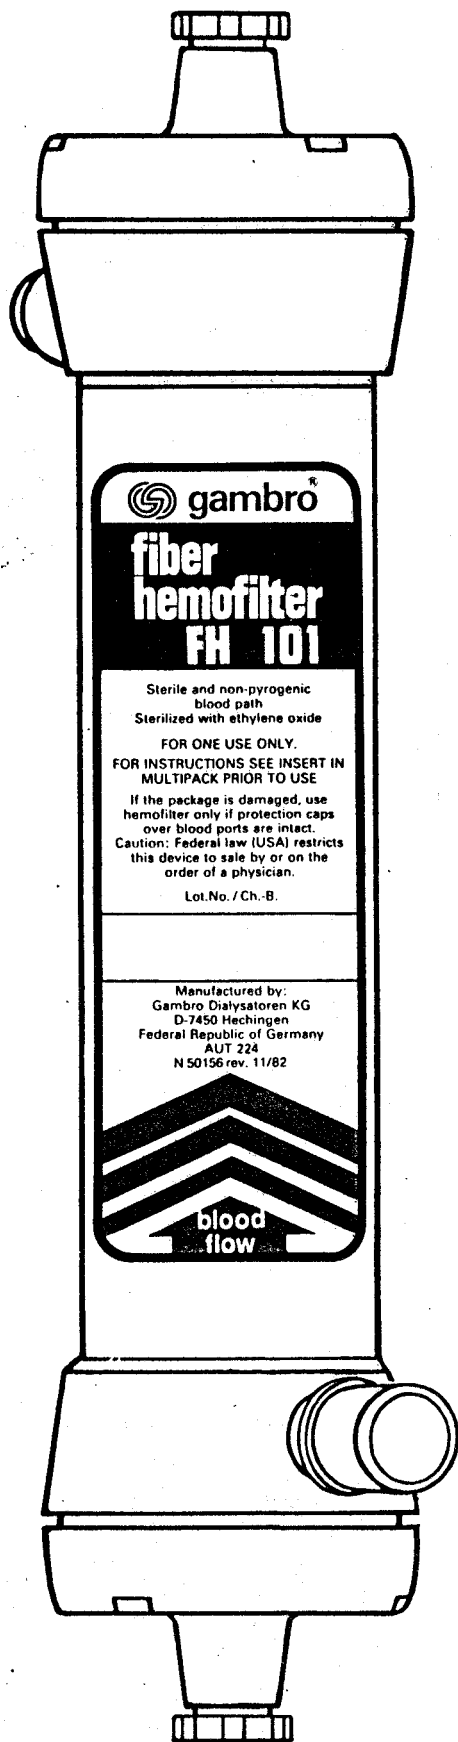 gambro®
fiber
hemofilter
FH 101
Sterile and non-pyrogenic
blood path
Sterilized with ethylene oxide
FOR ONE USE ONLY.
FOR INSTRUCTIONS SEE INSERT IN
MULTIPACK PRIOR TO USE
If the package is damaged, use
hemofilter only if protection caps
over blood ports are intact.
Caution: Federal law (USA) restricts
this device to sale by or on the
order of a physician.
Lot.No. / Ch.-B.
Manufactured by:
Gambro Dialysatoren KG
D-7450 Hechingen
Federal Republic of Germany
AUT 224
N 50156 rev. 11/82
blood
flow